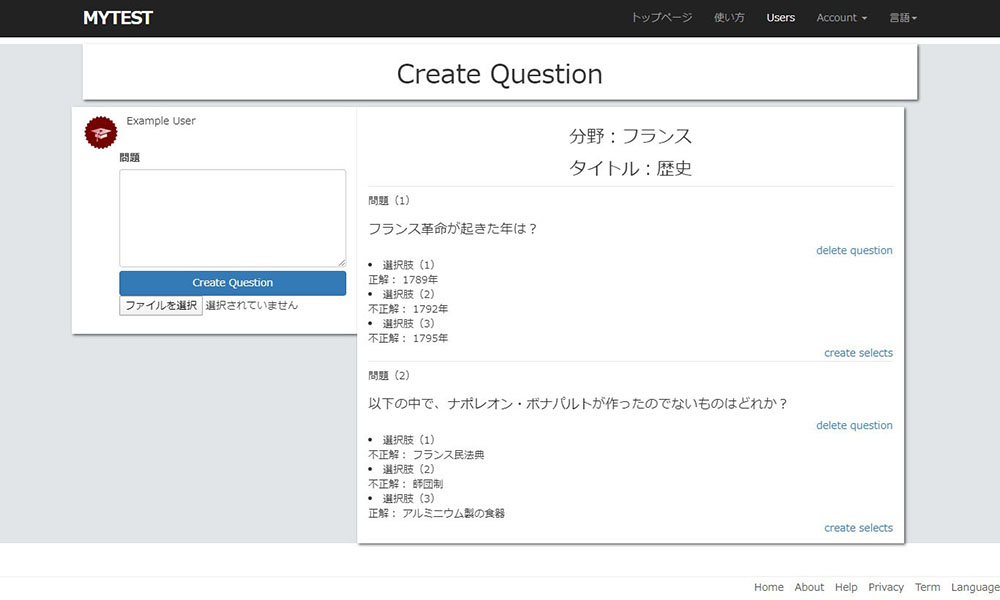 MYTEST トップページ 使い方 Users Account 言語
Create Question
Example User
問題
Create Question
ファイルを選択 選択されていません
分野：フランス
タイトル：歴史
問題（1）
フランス革命が起きた年は？
delete question
• 選択肢（1）
正解： 1789年
• 選択肢（2）
不正解： 1792年
• 選択肢（3）
不正解： 1795年
create selects
問題（2）
以下の中で、ナポレオン・ボナパルトが作ったのでないものはどれか？
delete question
• 選択肢（1）
不正解： フランス民法典
• 選択肢（2）
不正解： 師団制
• 選択肢（3）
正解： アルミニウム製の食器
create selects
Home About Help Privacy Term Language